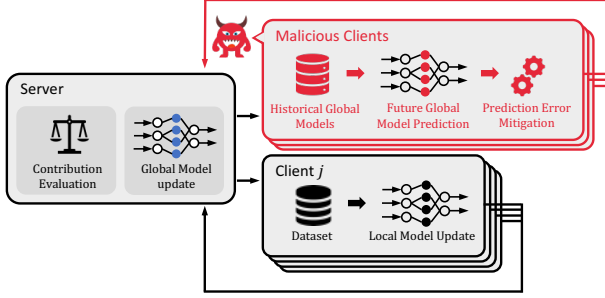 Malicious Clients
Historical Global
Models
Future Global
Model Prediction
Prediction Error
Mitigation
Server
Contribution
Evaluation
Global Model
update
Client j
Dataset
Local Model Update